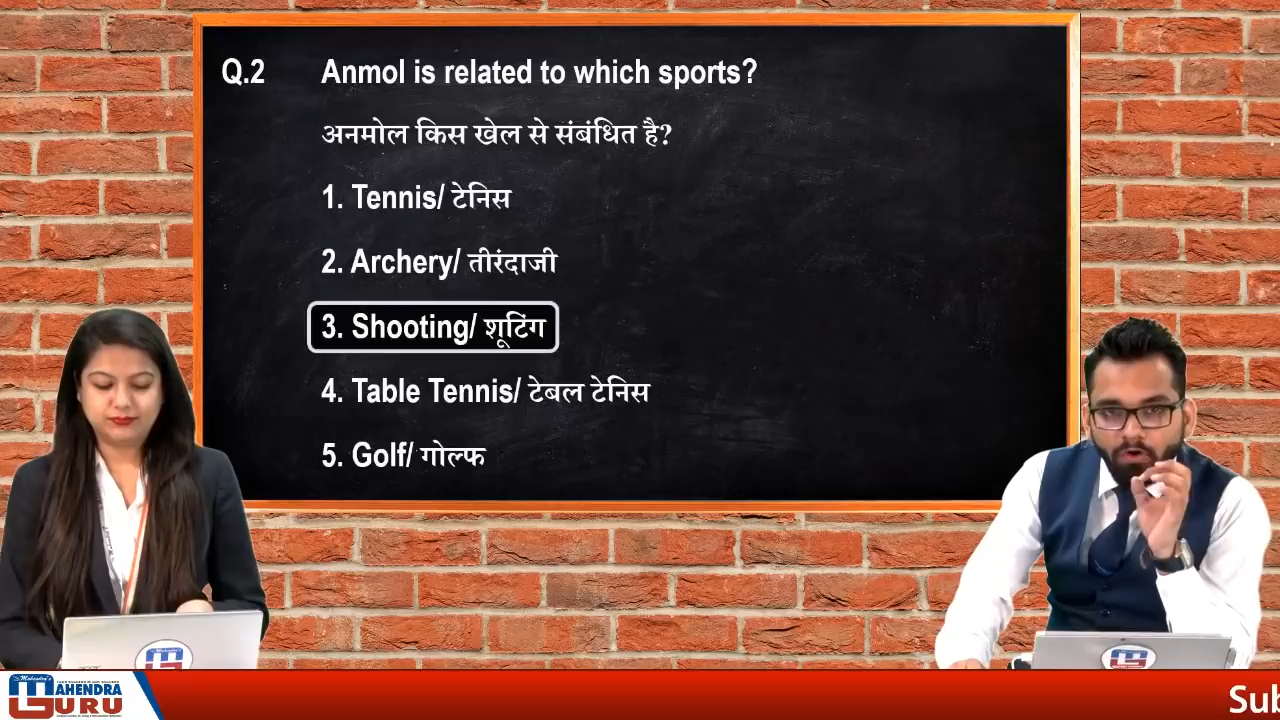 Q.2 Anmol is related to which sports?
अनमोल किस खेल से संबंधित है?
1. Tennis/ टेनिस
2. Archery/ तीरंदाजी
3. Shooting/ शूटिंग
4. Table Tennis/ टेबल टेनिस
5. Golf/ गोल्फ
Mahendra's
MAHENDRA
GURU
Sub